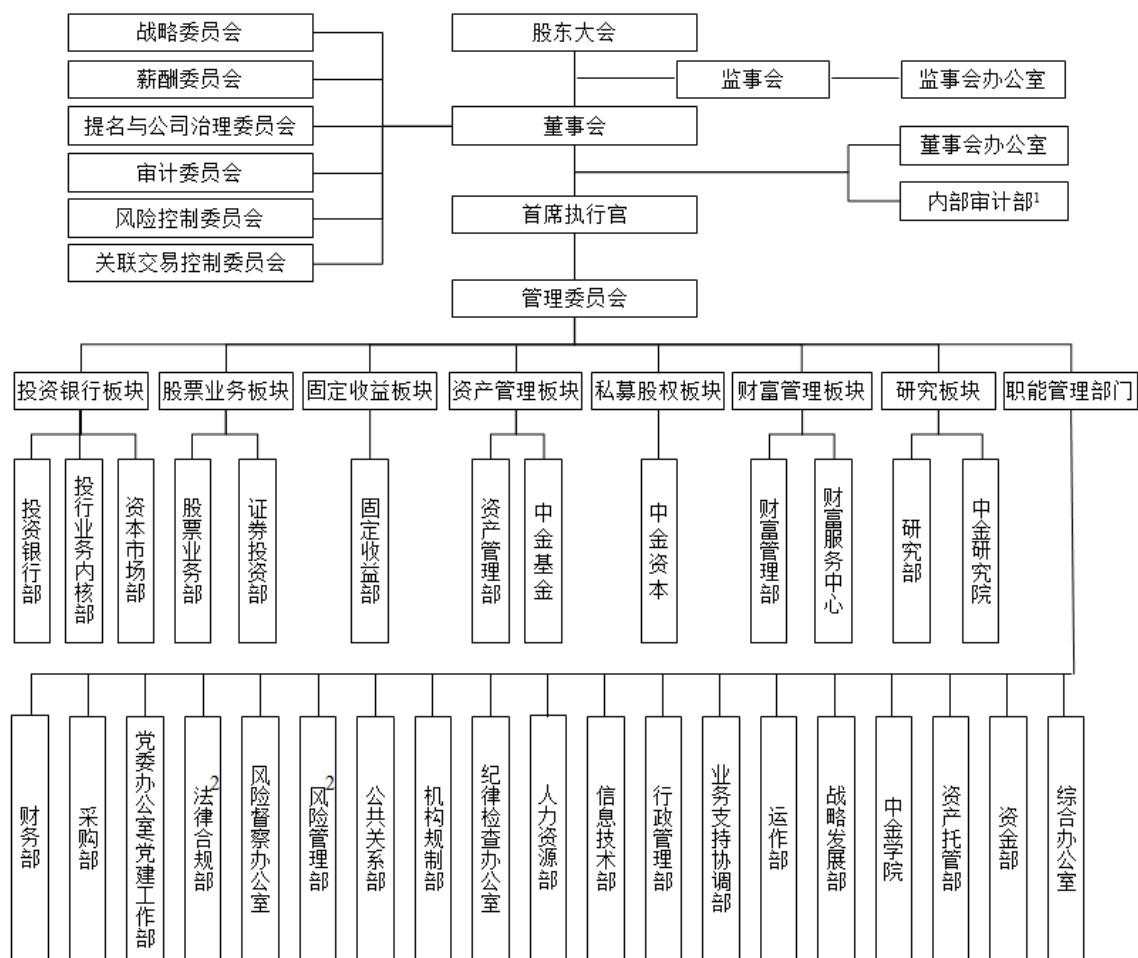 战略委员会
薪酬委员会
提名与公司治理委员会
审计委员会
风险控制委员会
关联交易控制委员会
股东大会
监事会
监事会办公室
董事会
董事会办公室
内部审计部1
首席执行官
管理委员会
投资银行板块
股票业务板块
固定收益板块
资产管理板块
私募股权板块
财富管理板块
研究板块
职能管理部门
投资银行部
投行业务内核部
资本市场部
股票业务部
证券投资部
固定收益部
资产管理部
中金基金
中金资本
财富管理部
财富服务中心
研究部
中金研究院
财务部
采购部
党委办公室/党建工作部
法律合规部2
风险督察办公室
风险管理部2
公共关系部
机构规制部
纪律检查办公室
人力资源部
信息技术部
行政管理部
业务支持协调部
运作部
战略发展部
中金学院
资产托管部
资金部
综合办公室